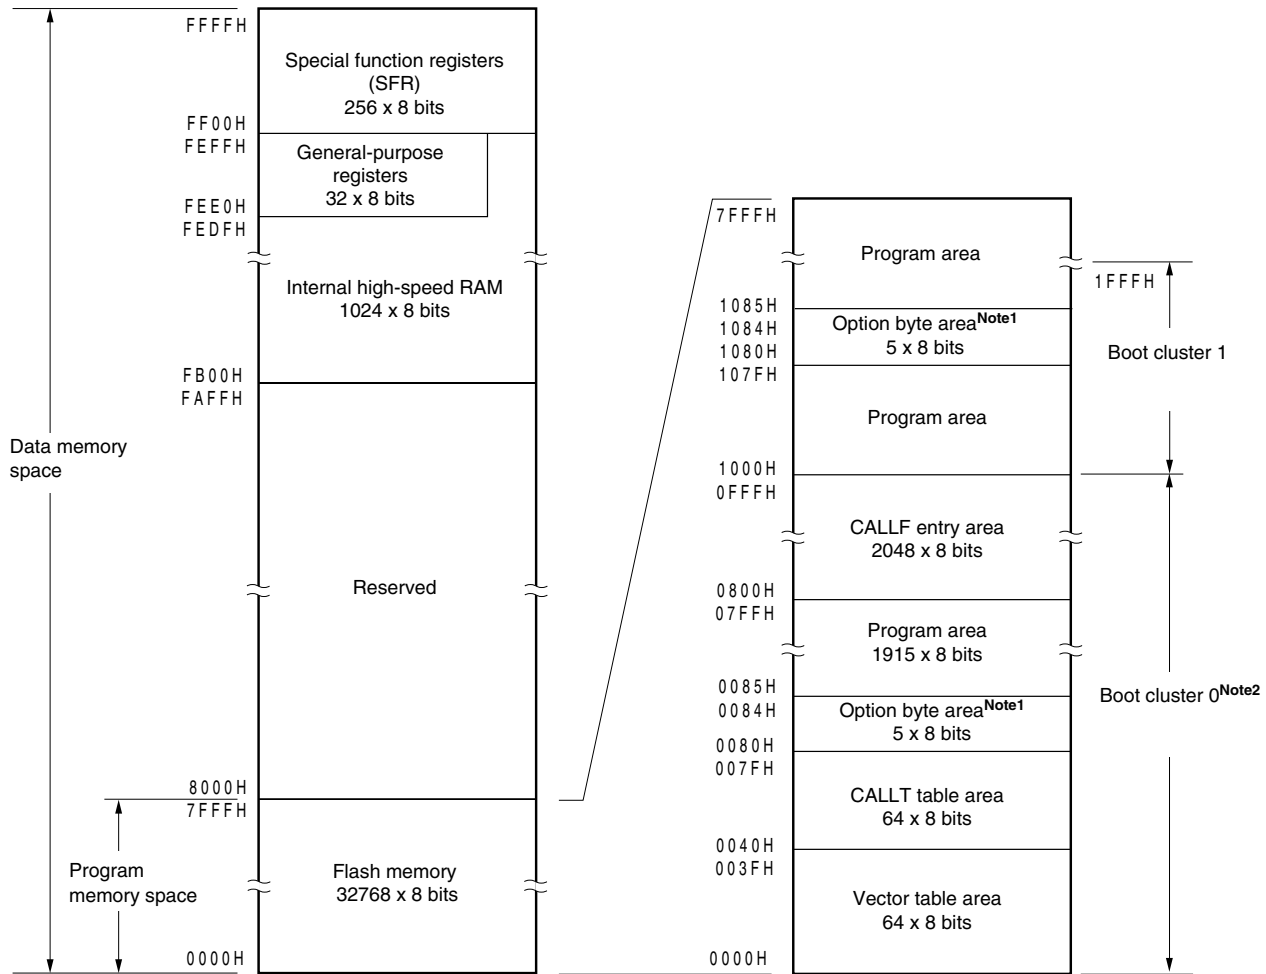 FFFFH
Special function registers
(SFR)
256 x 8 bits
FF00H
FEFFH
General-purpose
registers
32 x 8 bits
FEE0H
FEDFH
Internal high-speed RAM
1024 x 8 bits
FB00H
FAFFH
Data memory
space
Reserved
8000H
7FFFH
Program
memory space
Flash memory
32768 x 8 bits
0000H
7FFFH
Program area
1FFFH
1085H
1084H
Option byte areaNote1
5 x 8 bits
1080H
107FH
Boot cluster 1
Program area
1000H
0FFFH
CALLF entry area
2048 x 8 bits
0800H
07FFH
Program area
1915 x 8 bits
0085H
0084H
Option byte areaNote1
5 x 8 bits
Boot cluster 0Note2
0080H
007FH
CALLT table area
64 x 8 bits
0040H
003FH
Vector table area
64 x 8 bits
0000H